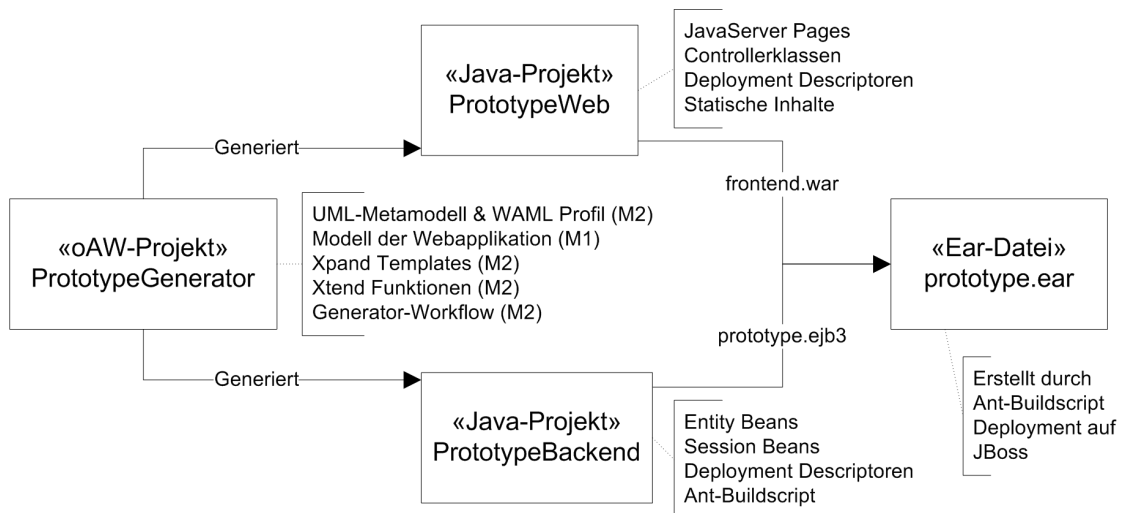 «Java-Projekt»
PrototypeWeb
JavaServer Pages
Controllerklassen
Deployment Descriptoren
Statische Inhalte
Generiert
frontend.war
«oAW-Projekt»
PrototypeGenerator
UML-Metamodell & WAML Profil (M2)
Modell der Webapplikation (M1)
Xpand Templates (M2)
Xtend Funktionen (M2)
Generator-Workflow (M2)
«Ear-Datei»
prototype.ear
prototype.ejb3
Generiert
«Java-Projekt»
PrototypeBackend
Entity Beans
Session Beans
Deployment Descriptoren
Ant-Buildscript
Erstellt durch
Ant-Buildscript
Deployment auf
JBoss